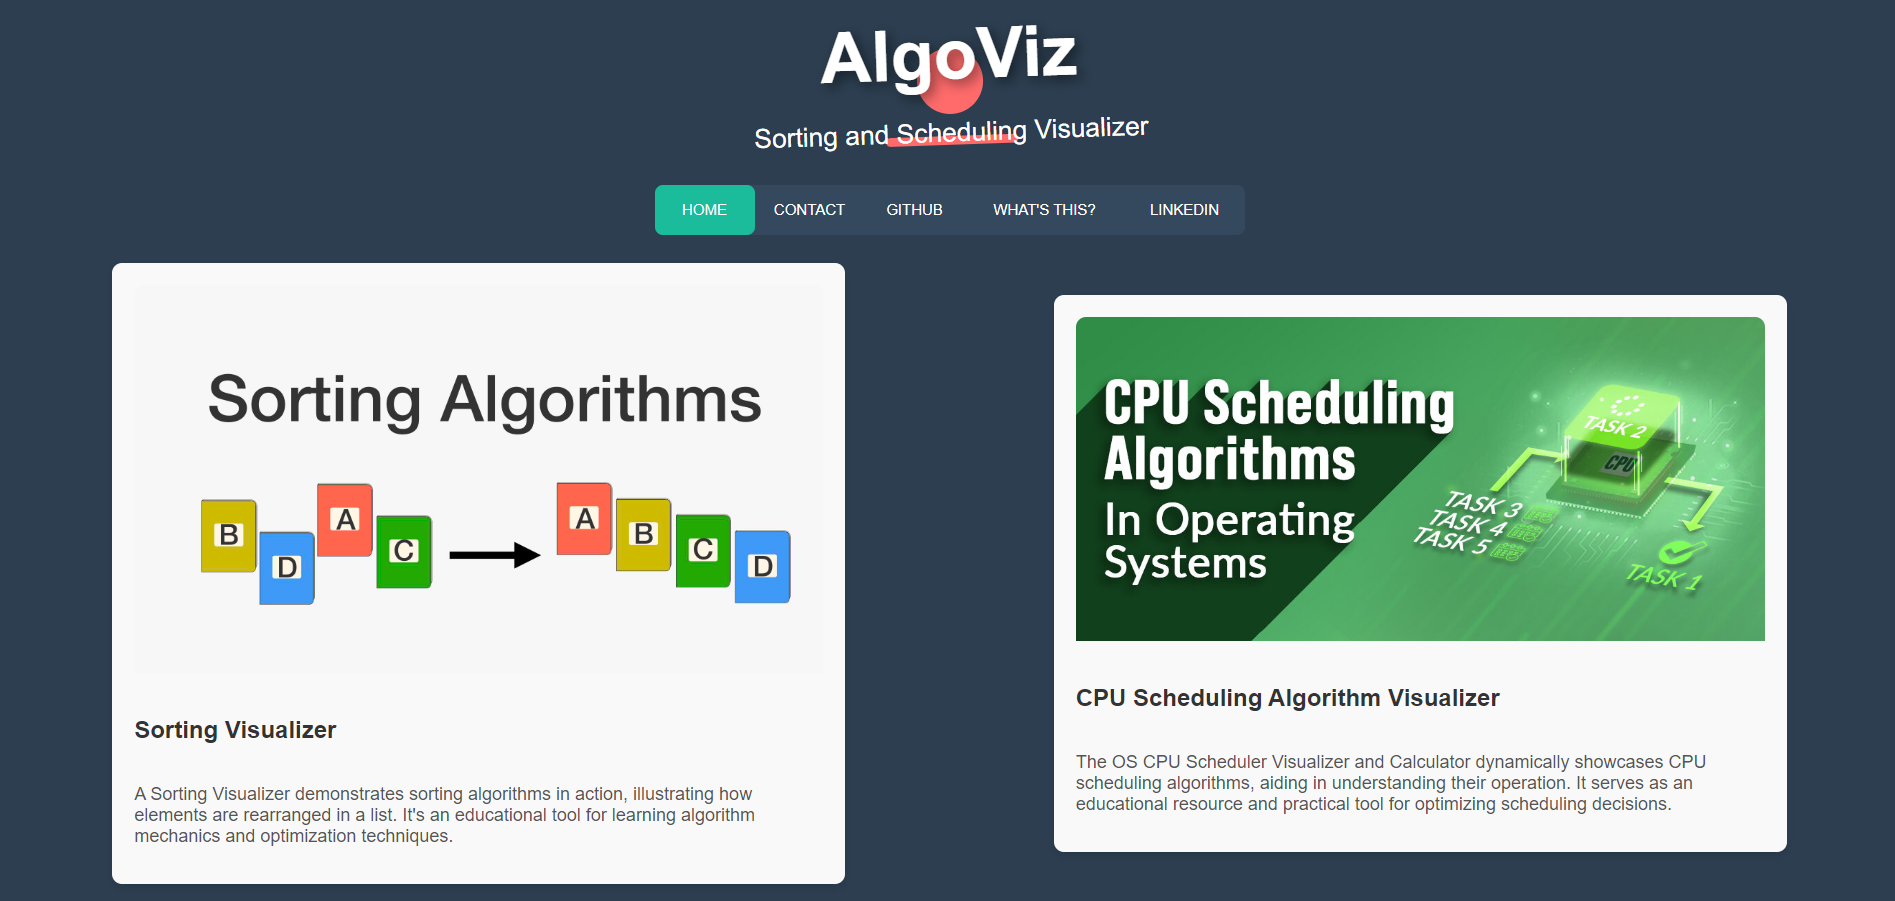 AlgoViz
Sorting and Scheduling Visualizer
HOME CONTACT GITHUB WHAT'S THIS? LINKEDIN
Sorting Algorithms
B D A C A B C D
Sorting Visualizer
A Sorting Visualizer demonstrates sorting algorithms in action, illustrating how
elements are rearranged in a list. It's an educational tool for learning algorithm
mechanics and optimization techniques.
CPU Scheduling
Algorithms
In Operating
Systems
TASK 2
CPU
TASK 3
TASK 4
TASK 5
TASK 1
CPU Scheduling Algorithm Visualizer
The OS CPU Scheduler Visualizer and Calculator dynamically showcases CPU
scheduling algorithms, aiding in understanding their operation. It serves as an
educational resource and practical tool for optimizing scheduling decisions.